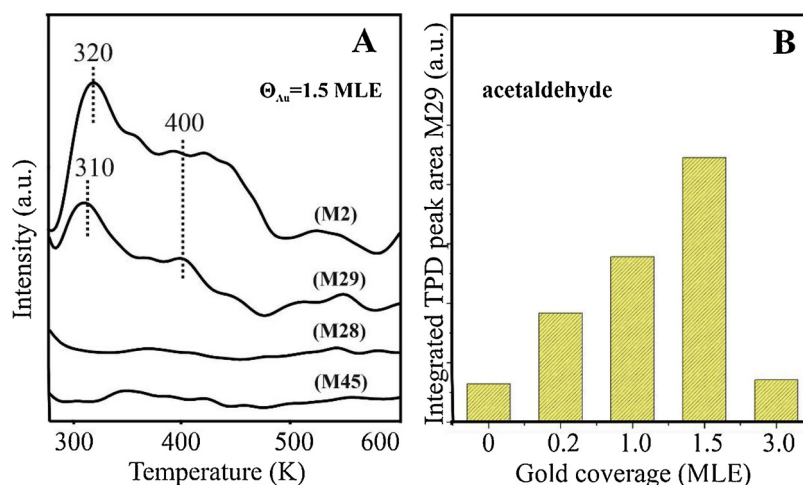 A
320
ΘAu=1.5 MLE
400
310
(M2)
(M29)
(M28)
(M45)
Intensity (a.u.)
300 400 500 600
Temperature (K)
B
acetaldehyde
Integrated TPD peak area M29 (a.u.)
0 0.2 1.0 1.5 3.0
Gold coverage (MLE)